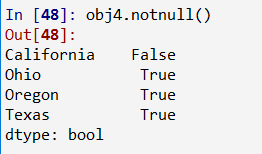 In [48]: obj4.notnull()
Out[48]:
California    False
Ohio           True
Oregon         True
Texas          True
dtype: bool